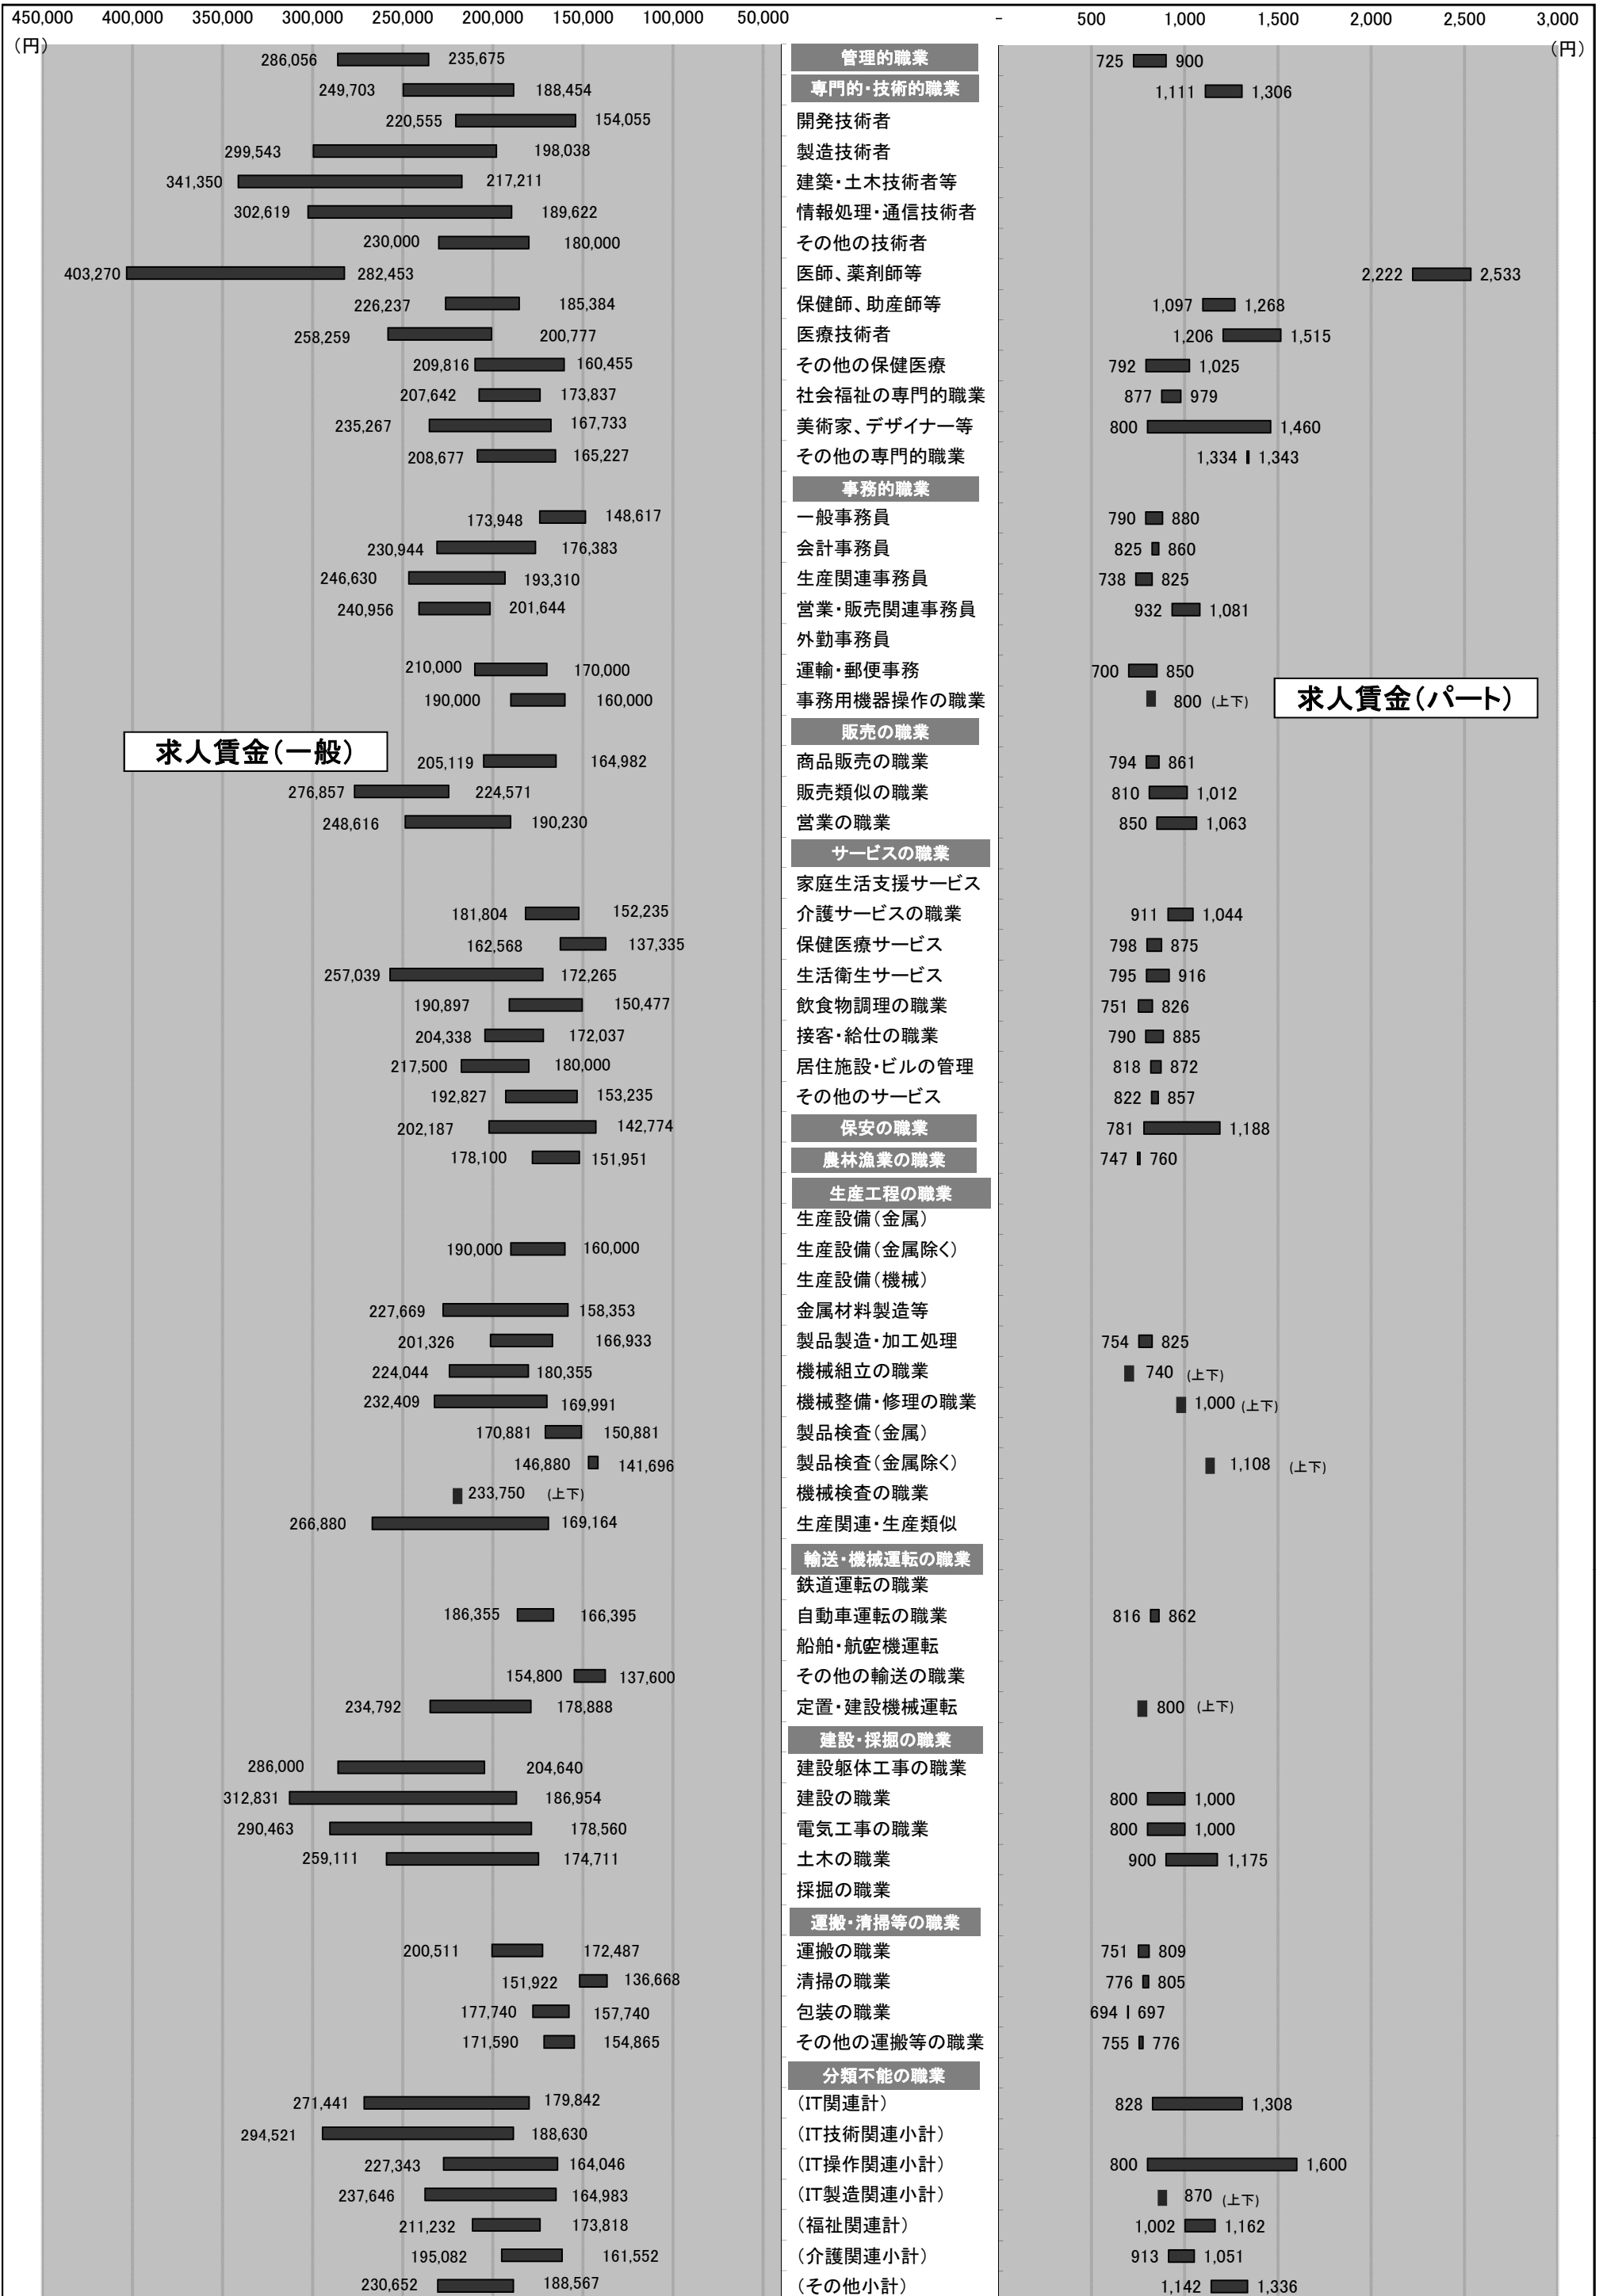 450,000 400,000 350,000 300,000 250,000 200,000 150,000 100,000 50,000 - 500 1,000 1,500 2,000 2,500 3,000
(円) (円)
286,056 235,675 管理的職業 725 900
249,703 188,454 専門的・技術的職業 1,111 1,306
220,555 154,055 開発技術者
299,543 198,038 製造技術者
341,350 217,211 建築・土木技術者等
302,619 189,622 情報処理・通信技術者
230,000 180,000 その他の技術者
403,270 282,453 医師、薬剤師等 2,222 2,533
226,237 185,384 保健師、助産師等 1,097 1,268
258,259 200,777 医療技術者 1,206 1,515
209,816 160,455 その他の保健医療 792 1,025
207,642 173,837 社会福祉の専門的職業 877 979
235,267 167,733 美術家、デザイナー等 800 1,460
208,677 165,227 その他の専門的職業 1,334 1,343
事務的職業
173,948 148,617 一般事務員 790 880
230,944 176,383 会計事務員 825 860
246,630 193,310 生産関連事務員 738 825
240,956 201,644 営業・販売関連事務員 932 1,081
外勤事務員
210,000 170,000 運輸・郵便事務 700 850
190,000 160,000 事務用機器操作の職業 800 (上下) 求人賃金(パート)
販売の職業
求人賃金(一般) 205,119 164,982 商品販売の職業 794 861
276,857 224,571 販売類似の職業 810 1,012
248,616 190,230 営業の職業 850 1,063
サービスの職業
家庭生活支援サービス
181,804 152,235 介護サービスの職業 911 1,044
162,568 137,335 保健医療サービス 798 875
257,039 172,265 生活衛生サービス 795 916
190,897 150,477 飲食物調理の職業 751 826
204,338 172,037 接客・給仕の職業 790 885
217,500 180,000 居住施設・ビルの管理 818 872
192,827 153,235 その他のサービス 822 857
202,187 142,774 保安の職業 781 1,188
178,100 151,951 農林漁業の職業 747 760
生産工程の職業
生産設備(金属)
190,000 160,000 生産設備(金属除く)
生産設備(機械)
227,669 158,353 金属材料製造等
201,326 166,933 製品製造・加工処理 754 825
224,044 180,355 機械組立の職業 740 (上下)
232,409 169,991 機械整備・修理の職業 1,000 (上下)
170,881 150,881 製品検査(金属)
146,880 141,696 製品検査(金属除く) 1,108 (上下)
233,750 (上下) 機械検査の職業
266,880 169,164 生産関連・生産類似
輸送・機械運転の職業
鉄道運転の職業
186,355 166,395 自動車運転の職業 816 862
船舶・航空機運転
154,800 137,600 その他の輸送の職業
234,792 178,888 定置・建設機械運転 800 (上下)
建設・採掘の職業
286,000 204,640 建設躯体工事の職業
312,831 186,954 建設の職業 800 1,000
290,463 178,560 電気工事の職業 800 1,000
259,111 174,711 土木の職業 900 1,175
採掘の職業
運搬・清掃等の職業
200,511 172,487 運搬の職業 751 809
151,922 136,668 清掃の職業 776 805
177,740 157,740 包装の職業 694 697
171,590 154,865 その他の運搬等の職業 755 776
分類不能の職業
271,441 179,842 (IT関連計) 828 1,308
294,521 188,630 (IT技術関連小計)
227,343 164,046 (IT操作関連小計) 800 1,600
237,646 164,983 (IT製造関連小計) 870 (上下)
211,232 173,818 (福祉関連計) 1,002 1,162
195,082 161,552 (介護関連小計) 913 1,051
230,652 188,567 (その他小計) 1,142 1,336